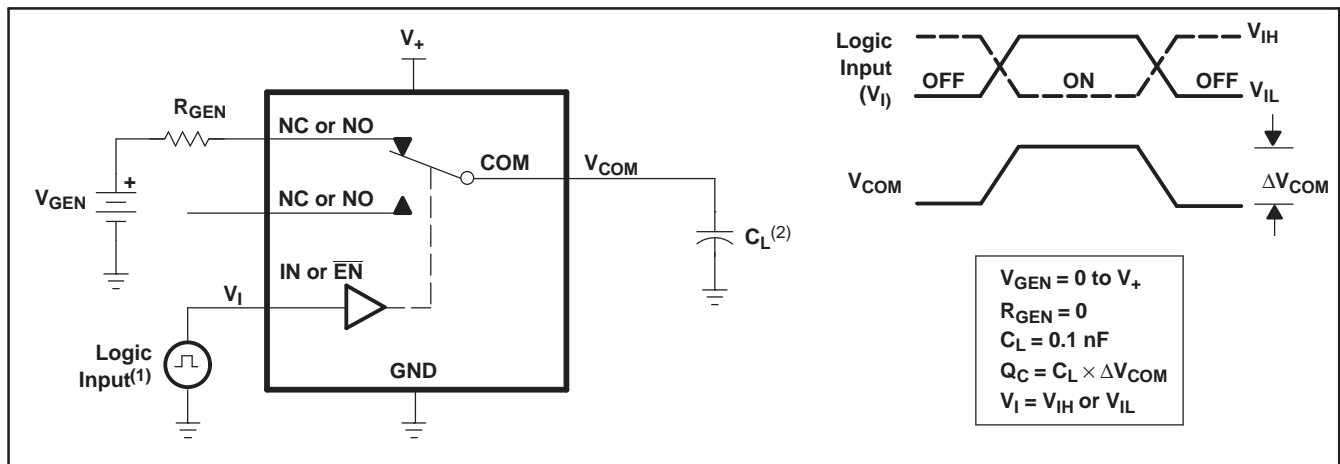 V+
RGEN
NC or NO
COM
VCOM
VGEN
+
NC or NO
CL(2)
IN or E̅N̅
VI
Logic
Input(1)
GND
Logic
Input
(VI)
OFF
ON
OFF
VIH
VIL
VCOM
ΔVCOM
VGEN = 0 to V+
RGEN = 0
CL = 0.1 nF
QC = CL × ΔVCOM
VI = VIH or VIL